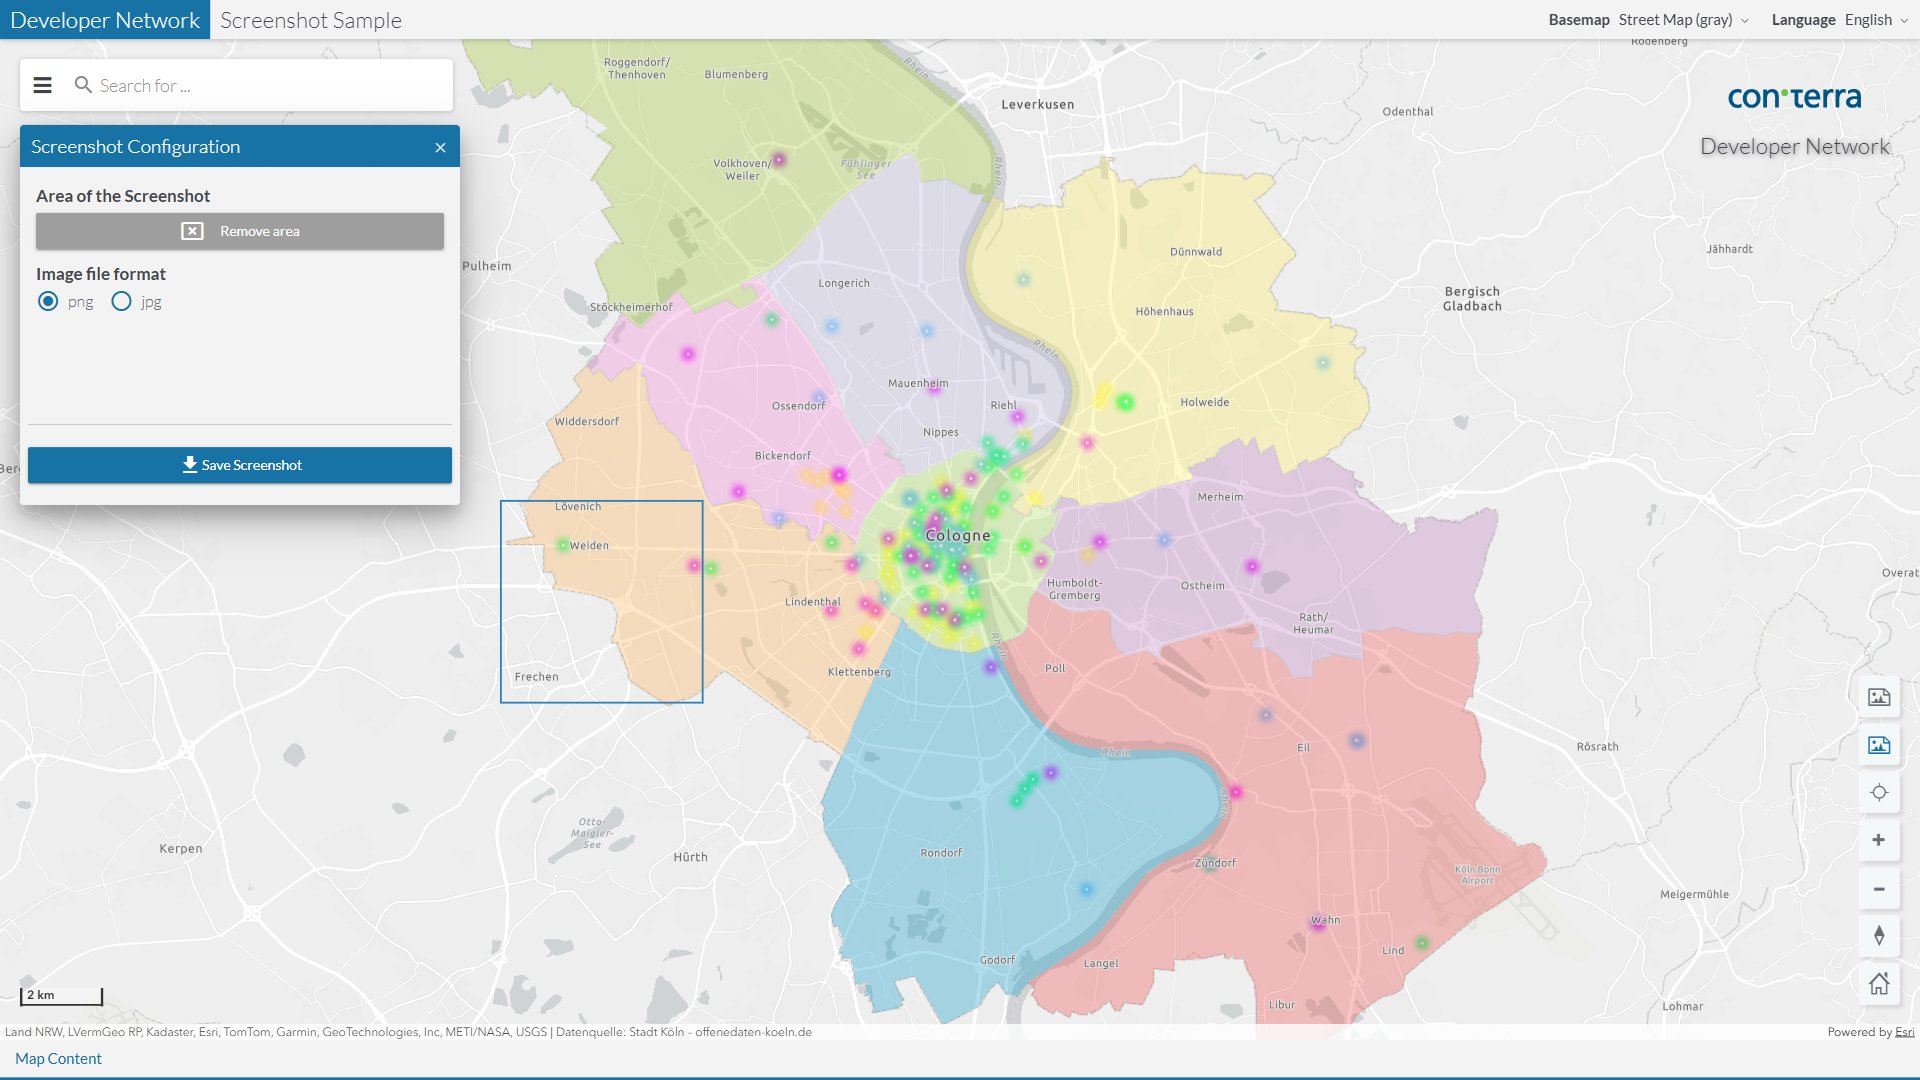 Developer Network
Screenshot Sample
Basemap Street Map (gray)
Language English
Search for ...
con terra
Developer Network
Screenshot Configuration
Area of the Screenshot
Remove area
Image file format
png
jpg
Save Screenshot
Rodenberg
Roggendorf/
Thenhoven
Blumenberg
Rhein
Leverkusen
Odenthal
Volkhoven/
Weiler
Fühlinger
See
Rhein
Dünnwald
Jähhardt
Pulheim
Longerich
Bergisch
Gladbach
Stöckheimerhof
Höhenhaus
Rhein
Mauenheim
Ossendorf
Riehl
Holweide
Widdersdorf
Nippes
Bickendorf
Merheim
Lövenich
Cologne
Weiden
Overat
Humboldt-
Gremberg
Ostheim
Lindenthal
Rath/
Heumar
Rhein
Frechen
Klettenberg
Poll
Eil
Rösrath
Rhein
Rhein
Otto-
Maigler-
See
Kerpen
Hürth
Rondorf
Zündorf
Köln Bonn
Airport
Meigermühle
Wahn
Lind
Godorf
Langel
Libur
Lohmar
2 km
Land NRW, LVermGeo RP, Kadaster, Esri, TomTom, Garmin, GeoTechnologies, Inc, METI/NASA, USGS | Datenquelle: Stadt Köln - offenedaten-koeln.de
Powered by Esri
Map Content